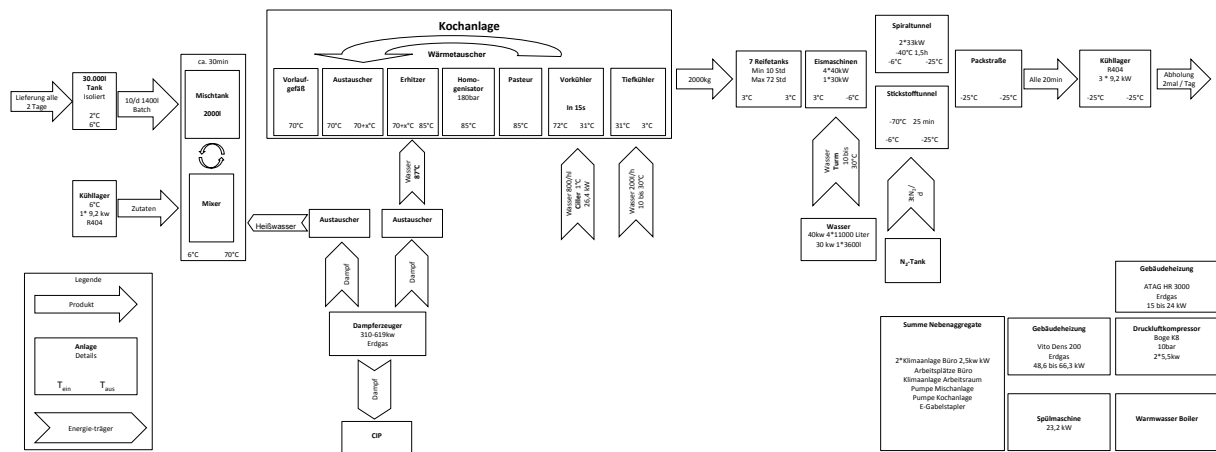 Lieferung alle
2 Tage
30.000l
Tank
Isoliert
2°C
6°C
10/d 1400l
Batch
ca. 30min
Mischtank
2000l
Mixer
6°C 70°C
Kühllager
6°C
1* 9,2 kw
R404
Zutaten
Kochanlage
Wärmetauscher
Vorlauf-
gefäß
70°C
Austauscher
70°C 70+x°C
Erhitzer
70+x°C 85°C
Homo-
genisator
180bar
85°C
Pasteur
85°C
Vorkühler
In 15s
72°C 31°C
Tiefkühler
31°C 3°C
2000kg
7 Reifetanks
Min 10 Std
Max 72 Std
3°C 3°C
Eismaschinen
4*40kW
1*30kW
3°C -6°C
Spiraltunnel
2*33kW
-40°C 1,5h
-6°C -25°C
Stickstofftunnel
-70°C 25 min
-6°C -25°C
Packstraße
-25°C -25°C
Alle 20min
Kühllager
R404
3 * 9,2 kW
-25°C -25°C
Abholung
2mal / Tag
Wasser
87°C
Wasser 800/hl
Ciller 1°C
26,4 kW
Wasser 200l/h
10 bis 30°C
Wasser
Turm
10 bis
30°C
3tN₂/
d
Heißwasser
Austauscher
Austauscher
Dampf
Dampf
Wasser
40kw 4*11000 Liter
30 kw 1*3600l
N₂-Tank
Dampferzeuger
310-619kw
Erdgas
Dampf
CIP
Legende
Produkt
Anlage
Details
T ein T aus
Energie-träger
Summe Nebenaggregate
2*Klimaanlage Büro 2,5kw kW
Arbeitsplätze Büro
Klimaanlage Arbeitsraum
Pumpe Mischanlage
Pumpe Kochanlage
E-Gabelstapler
Gebäudeheizung
ATAG HR 3000
Erdgas
15 bis 24 kW
Gebäudeheizung
Vito Dens 200
Erdgas
48,6 bis 66,3 kW
Druckluftkompressor
Boge K8
10bar
2*5,5kw
Spülmaschine
23,2 kW
Warmwasser Boiler